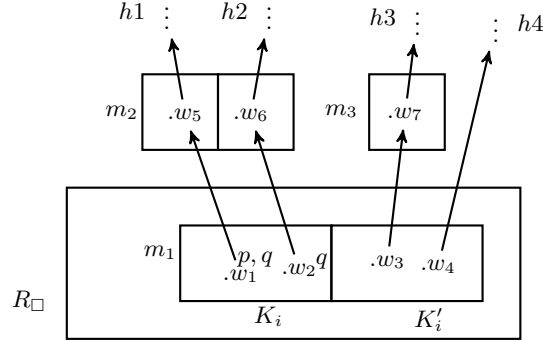 h1 ⋮ h2 ⋮ h3 ⋮ ⋮ h4
m₂ .w₅ .w₆ m₃ .w₇
m₁ p, q .w₁ .w₂ q .w₃ .w₄
R□ Kᵢ K′ᵢ